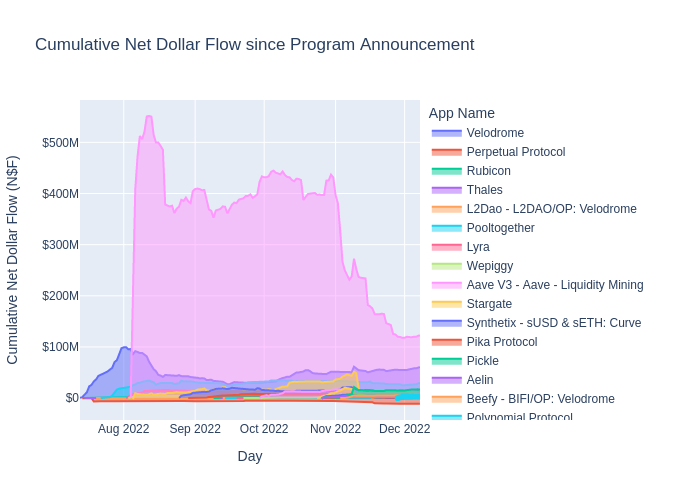 Cumulative Net Dollar Flow since Program Announcement
Cumulative Net Dollar Flow (N$F)
$500M
$400M
$300M
$200M
$100M
$0
Aug 2022
Sep 2022
Oct 2022
Nov 2022
Dec 2022
Day
App Name
Velodrome
Perpetual Protocol
Rubicon
Thales
L2Dao - L2DAO/OP: Velodrome
Pooltogether
Lyra
Wepiggy
Aave V3 - Aave - Liquidity Mining
Stargate
Synthetix - sUSD & sETH: Curve
Pika Protocol
Pickle
Aelin
Beefy - BIFI/OP: Velodrome
Polynomial Protocol